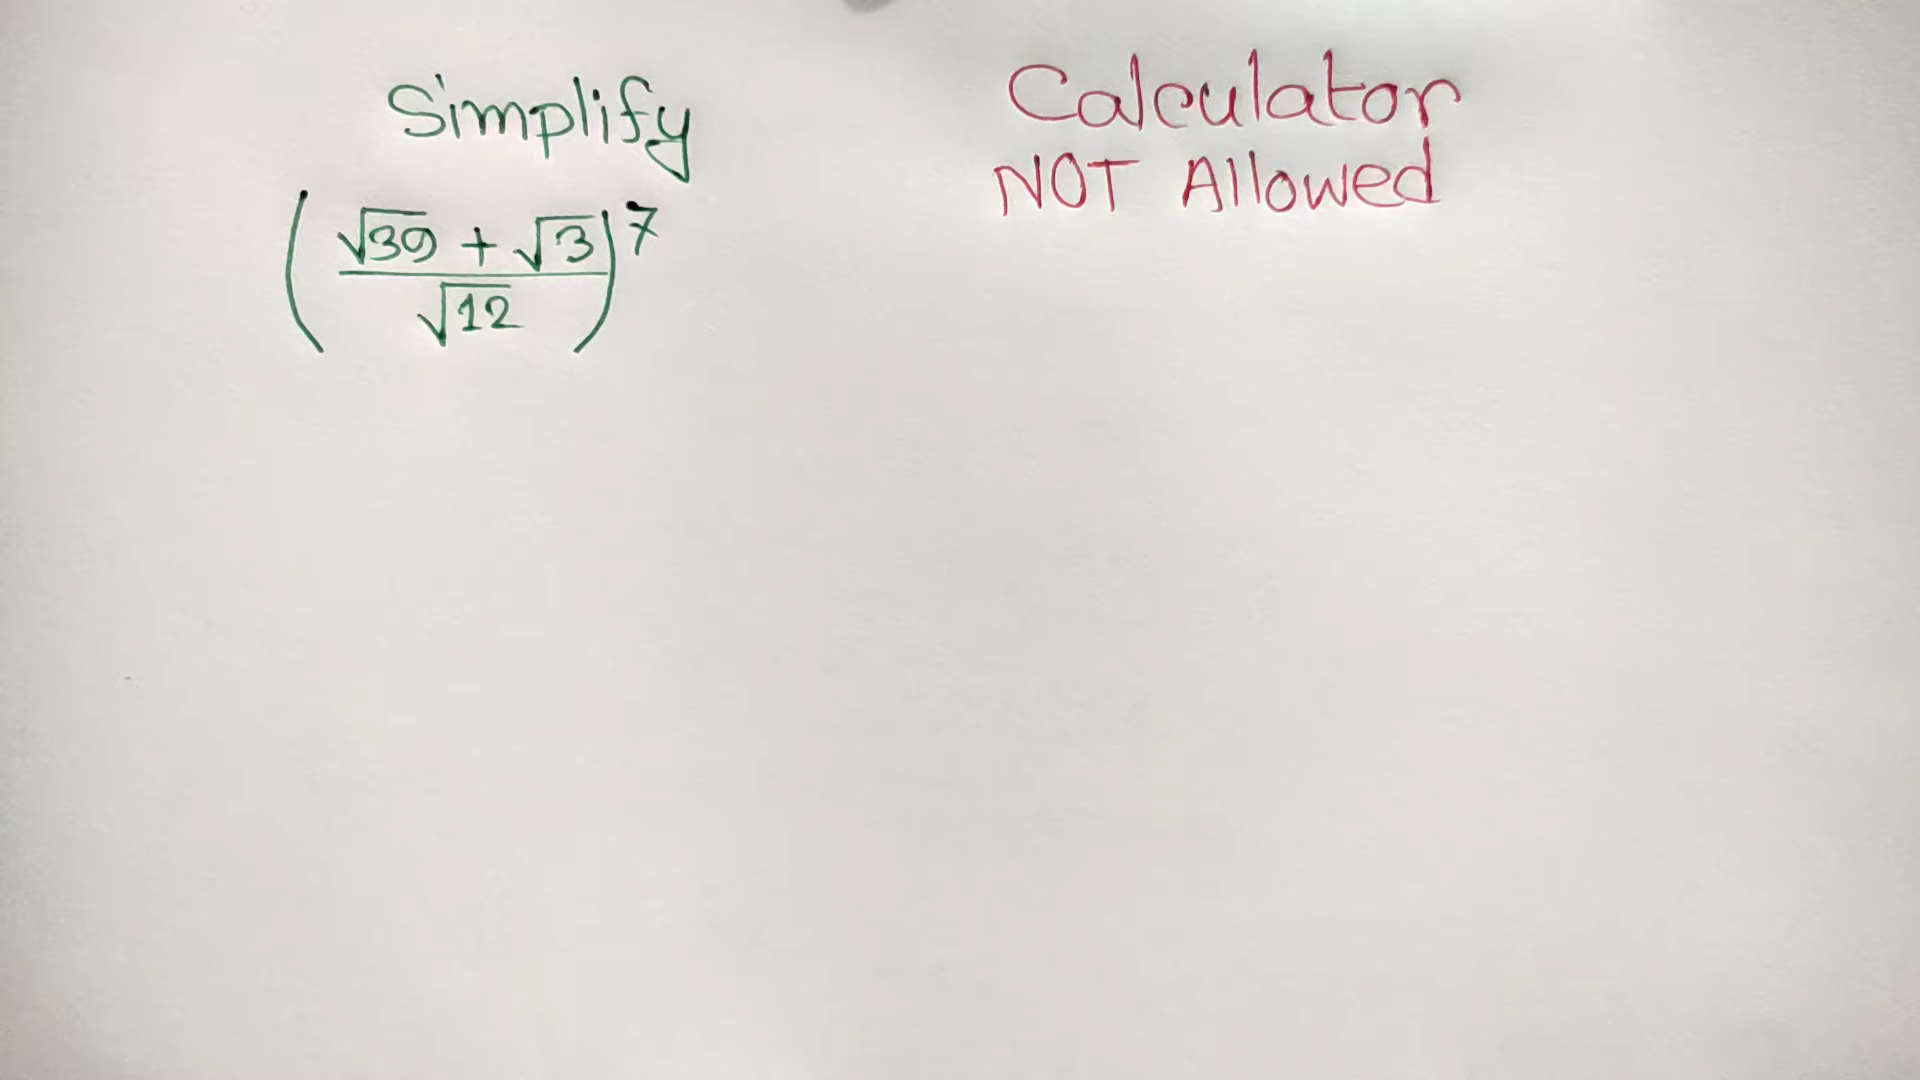 Simplify
Calculator
NOT Allowed
(√39 + √3 / √12)^7